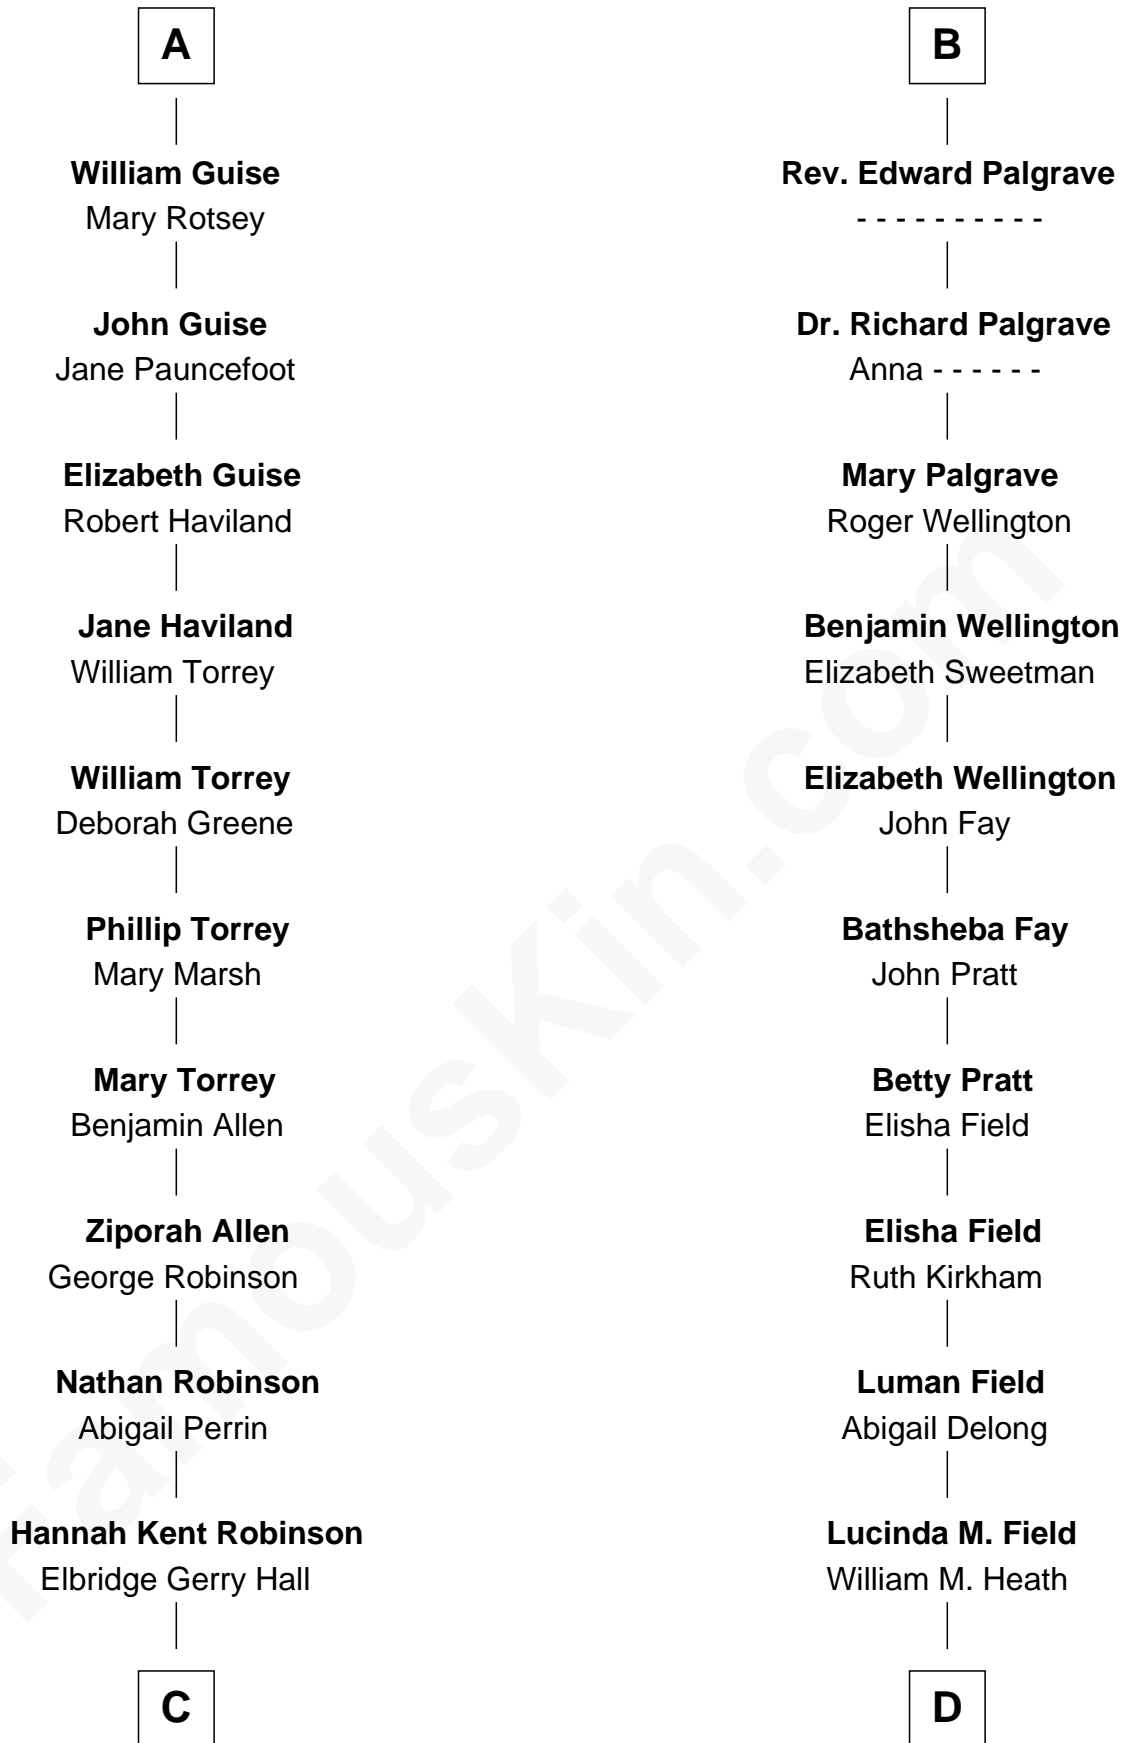 A
William Guise
Mary Rotsey
John Guise
Jane Pauncefoot
Elizabeth Guise
Robert Haviland
Jane Haviland
William Torrey
William Torrey
Deborah Greene
Phillip Torrey
Mary Marsh
Mary Torrey
Benjamin Allen
Ziporah Allen
George Robinson
Nathan Robinson
Abigail Perrin
Hannah Kent Robinson
Elbridge Gerry Hall
C
B
Rev. Edward Palgrave
- - - - - - - - - -
Dr. Richard Palgrave
Anna - - - - - -
Mary Palgrave
Roger Wellington
Benjamin Wellington
Elizabeth Sweetman
Elizabeth Wellington
John Fay
Bathsheba Fay
John Pratt
Betty Pratt
Elisha Field
Elisha Field
Ruth Kirkham
Luman Field
Abigail Delong
Lucinda M. Field
William M. Heath
D
famouskin.com